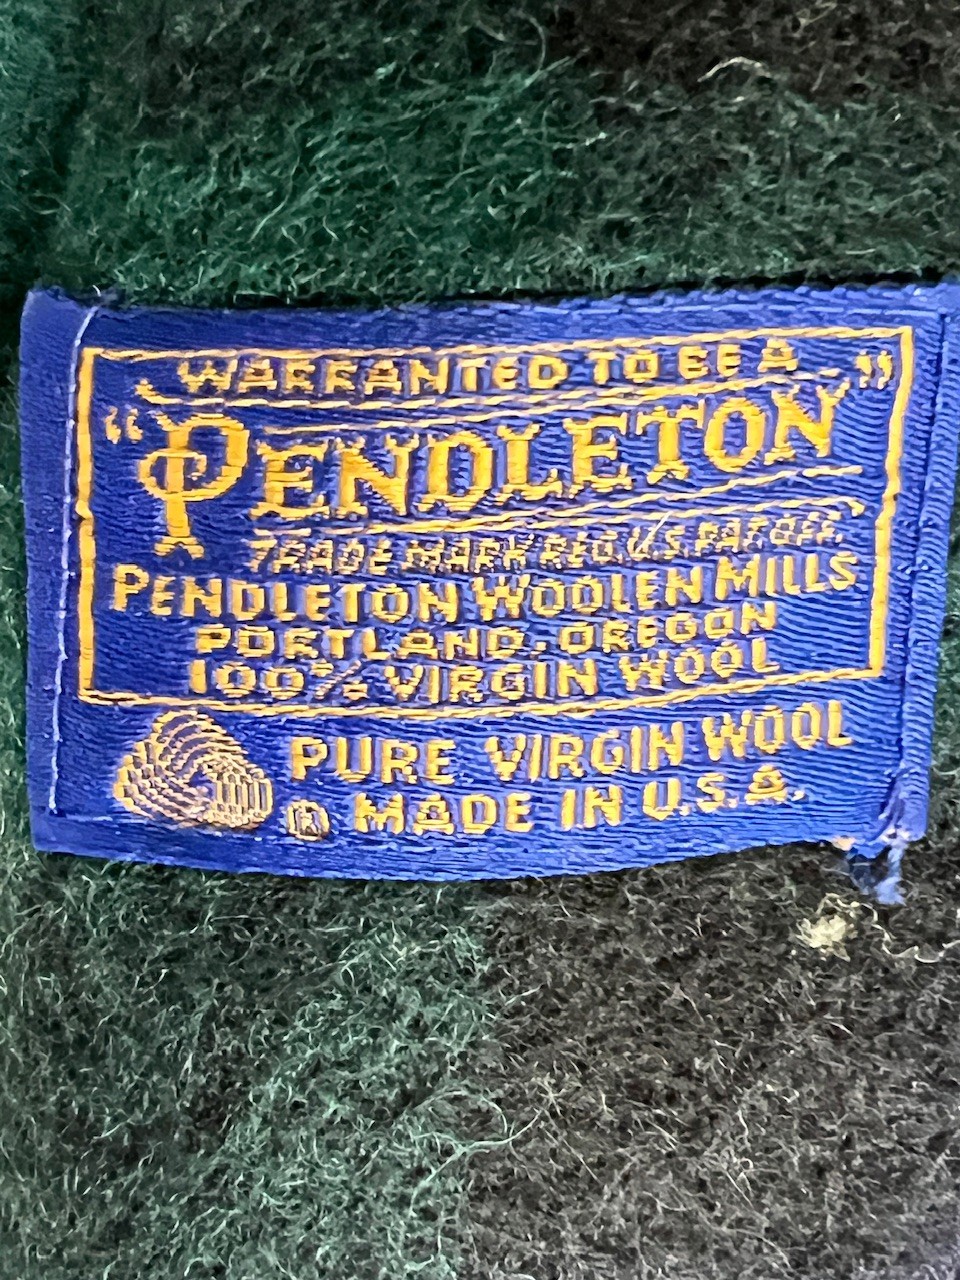 WARRANTED TO BE A
"PENDLETON"
TRADE MARK REG. U.S. PAT. OFF.
PENDLETON WOOLEN MILLS
PORTLAND, OREGON
100% VIRGIN WOOL
PURE VIRGIN WOOL
® MADE IN U.S.A.